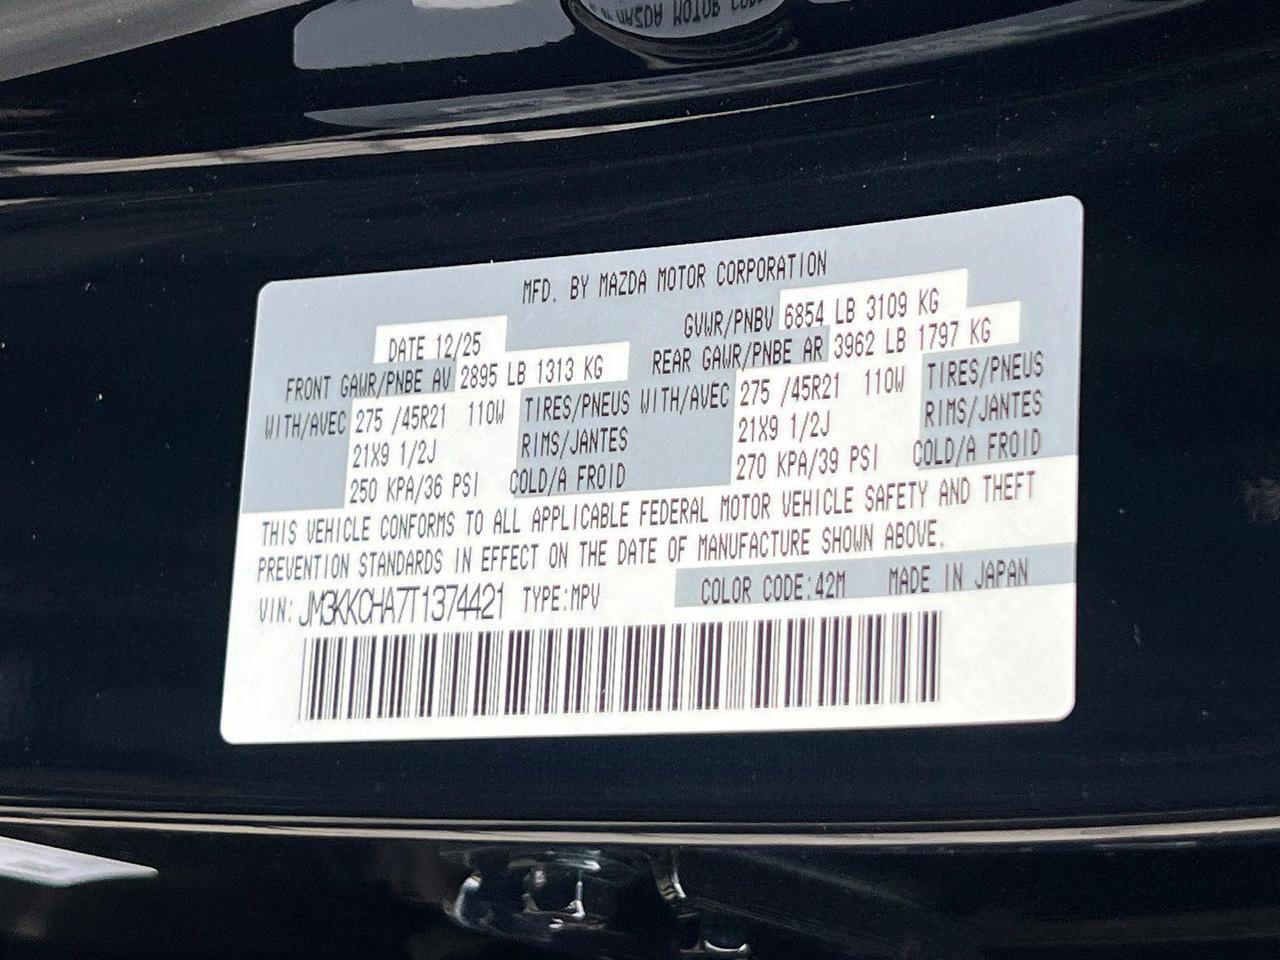 MAZDA MOTOR
MFD. BY MAZDA MOTOR CORPORATION
DATE 12/25 GVWR/PNBV 6854 LB 3109 KG
FRONT GAWR/PNBE AV 2895 LB 1313 KG REAR GAWR/PNBE AR 3962 LB 1797 KG
WITH/AVEC 275 /45R21 110W TIRES/PNEUS WITH/AVEC 275 /45R21 110W TIRES/PNEUS
21X9 1/2J RIMS/JANTES 21X9 1/2J RIMS/JANTES
250 KPA/36 PSI COLD/A FROID 270 KPA/39 PSI COLD/A FROID
THIS VEHICLE CONFORMS TO ALL APPLICABLE FEDERAL MOTOR VEHICLE SAFETY AND THEFT
PREVENTION STANDARDS IN EFFECT ON THE DATE OF MANUFACTURE SHOWN ABOVE.
VIN: JM3KKCHA7T1374421 TYPE:MPV COLOR CODE:42M MADE IN JAPAN